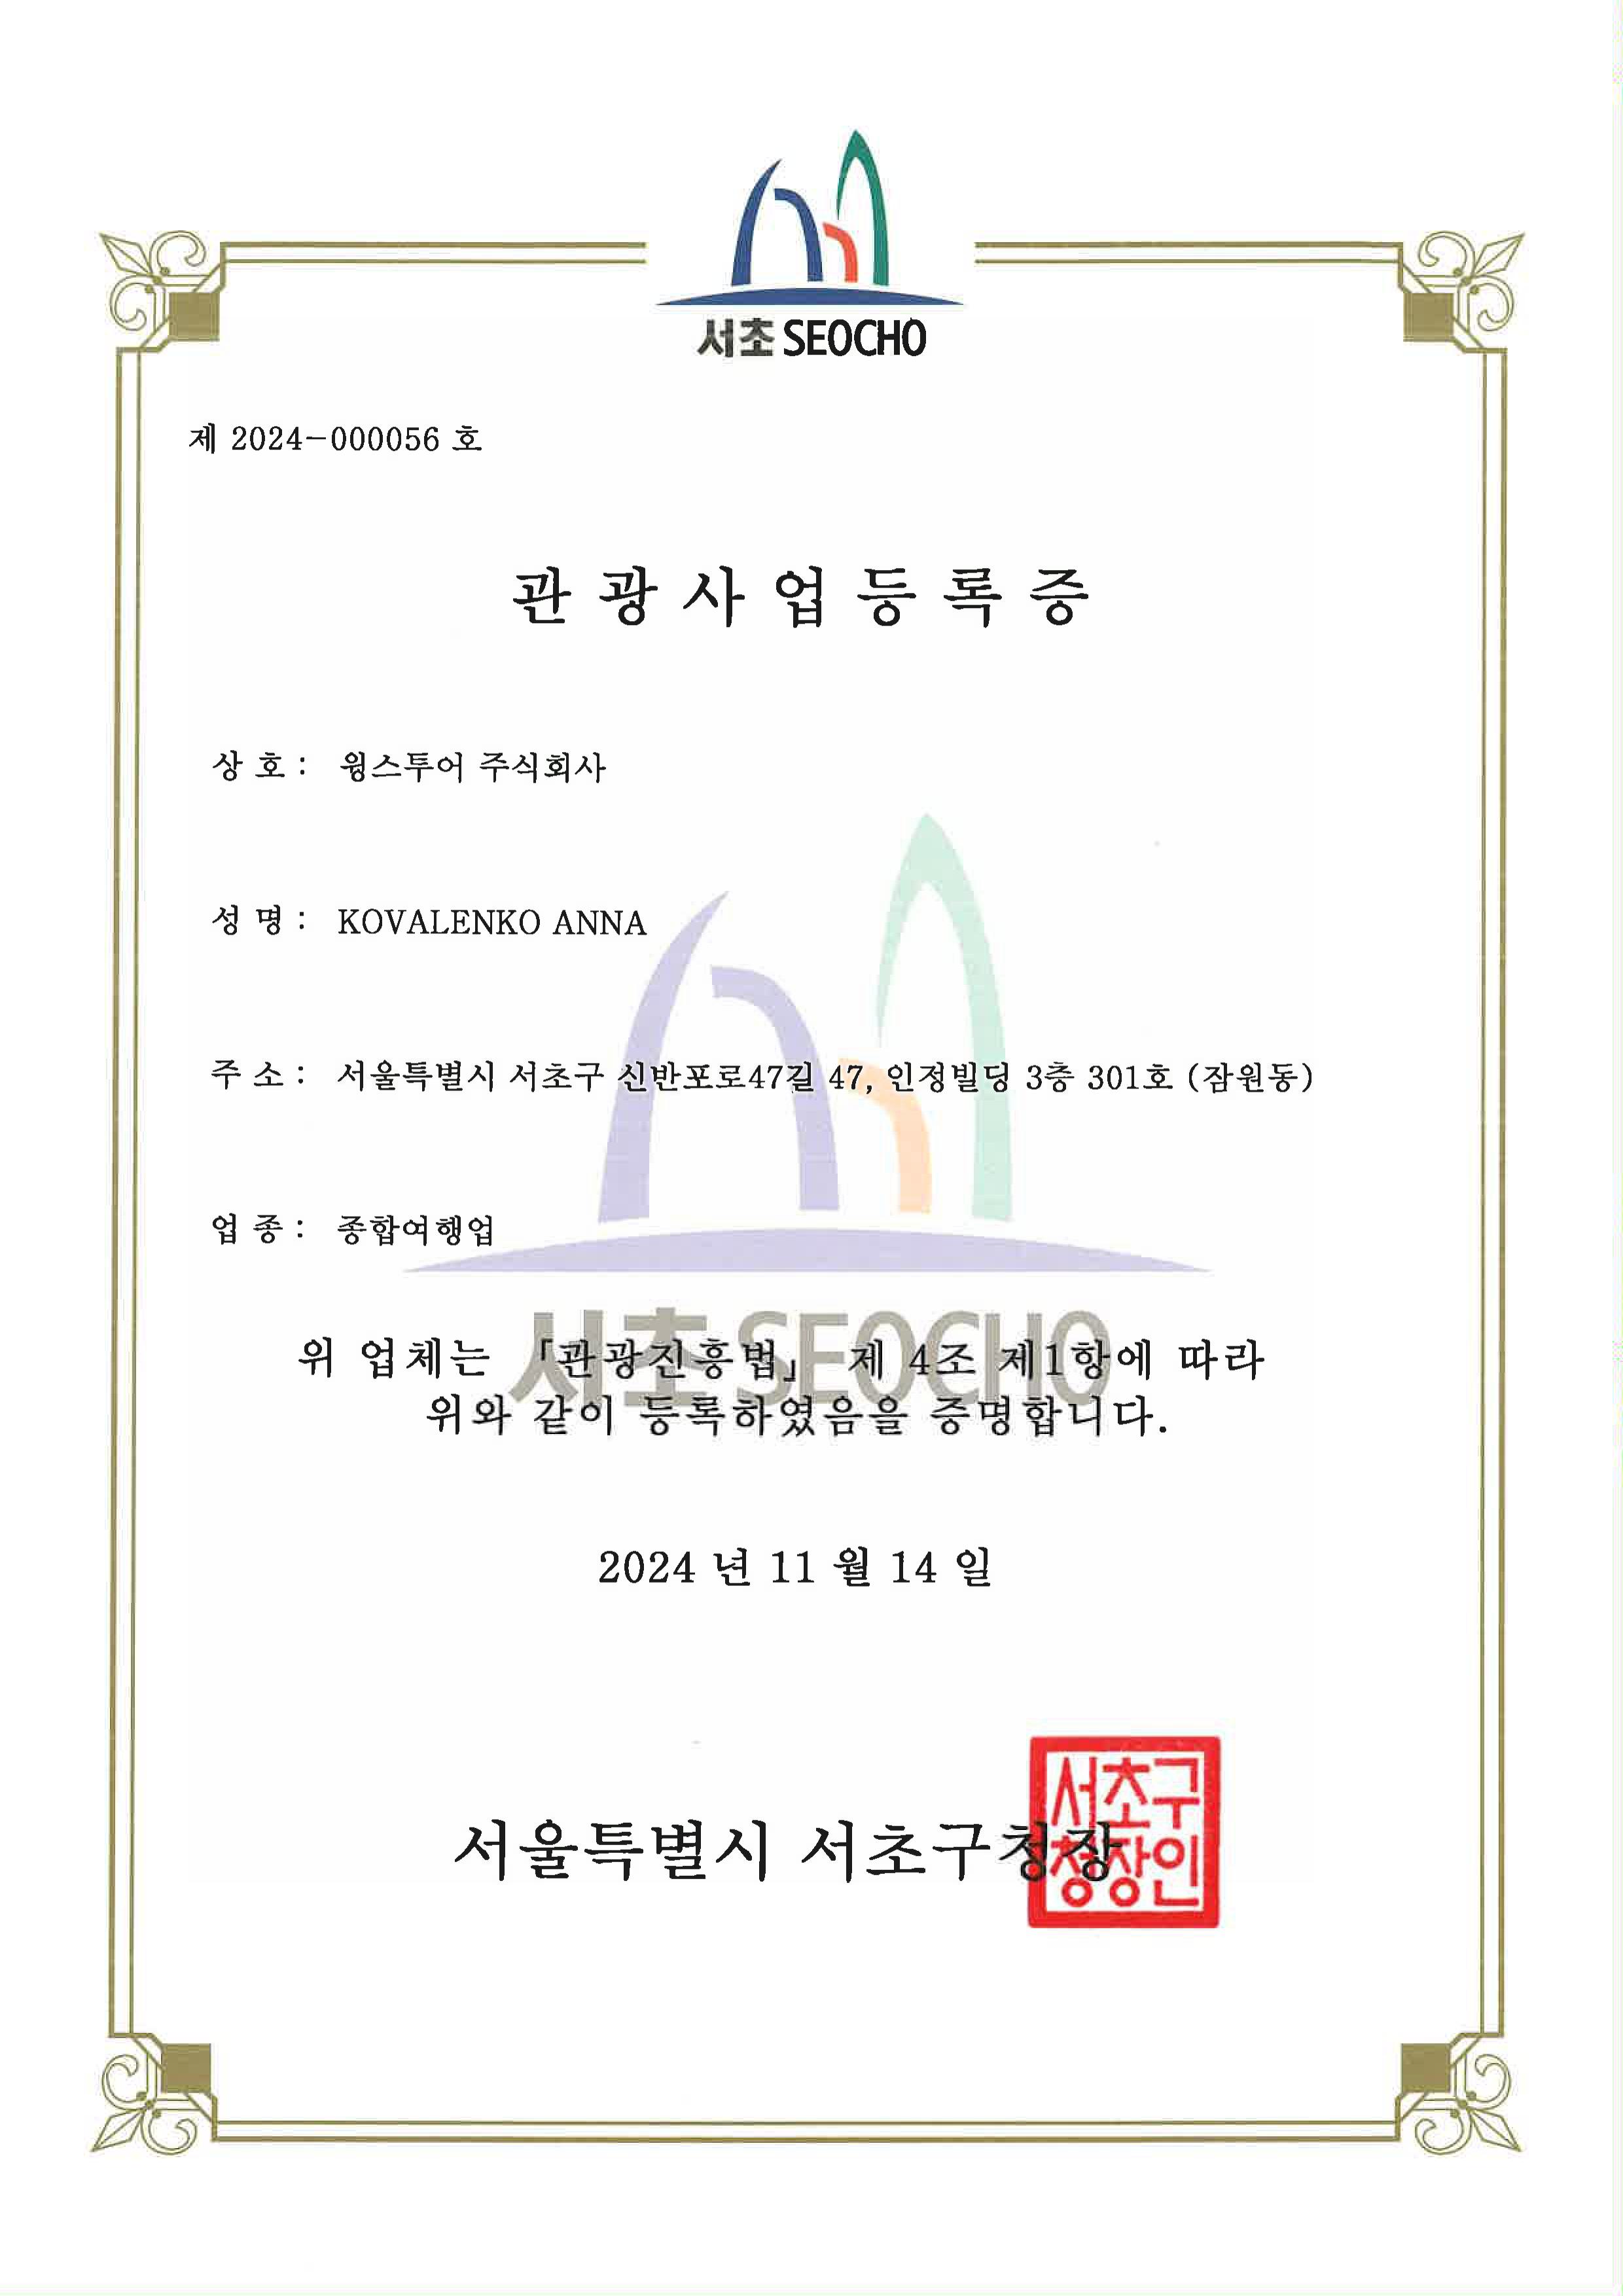 서초 SEOCHO
제 2024-000056 호
관광사업등록증
상 호 : 윙스투어 주식회사
성 명 : KOVALENKO ANNA
주 소 : 서울특별시 서초구 신반포로47길 47, 인정빌딩 3층 301호 (잠원동)
업 종 : 종합여행업
서초 SEOCHO
위 업체는 「관광진흥법」 제 4조 제1항에 따라
위와 같이 등록하였음을 증명합니다.
2024 년 11 월 14 일
서울특별시 서초구청장
서초구
청장인